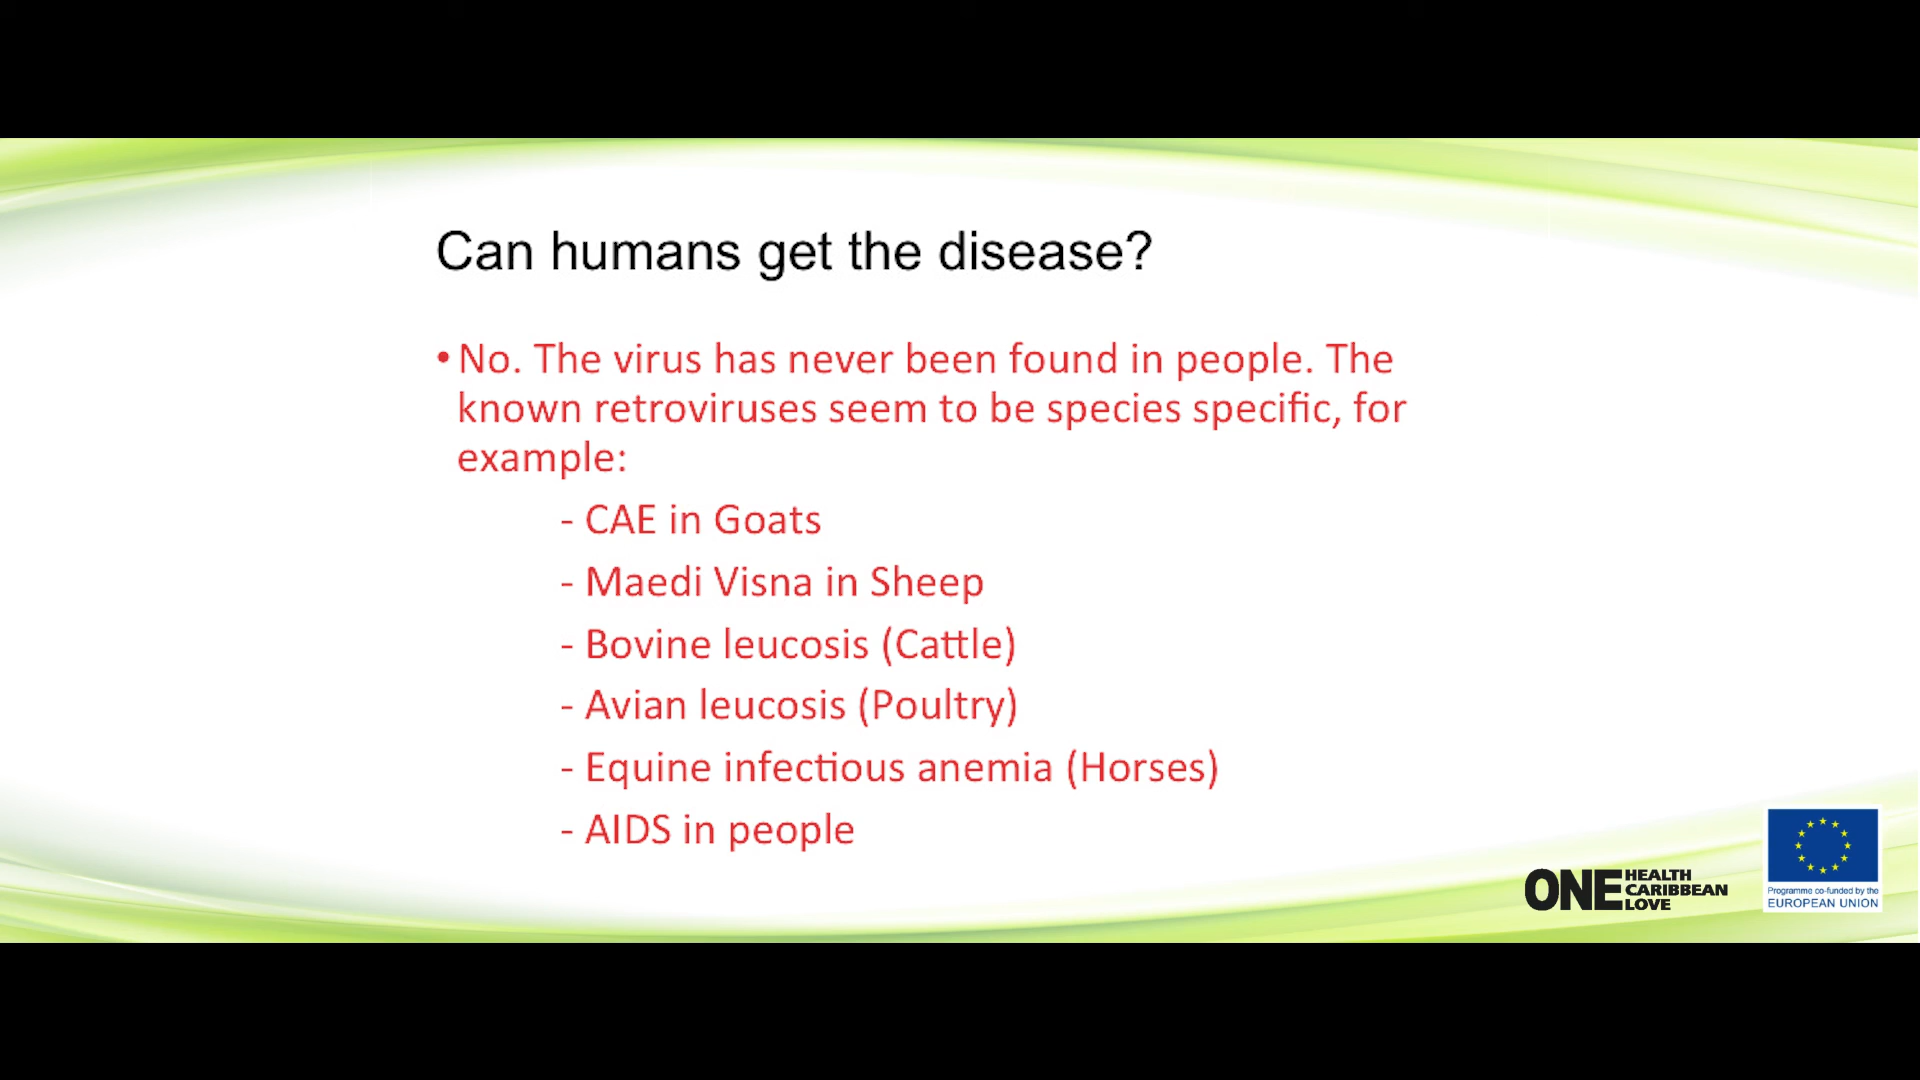 Can humans get the disease?
• No. The virus has never been found in people. The
known retroviruses seem to be species specific, for
example:
- CAE in Goats
- Maedi Visna in Sheep
- Bovine leucosis (Cattle)
- Avian leucosis (Poultry)
- Equine infectious anemia (Horses)
- AIDS in people
ONE HEALTH
CARIBBEAN
LOVE
Programme co-funded by the
EUROPEAN UNION